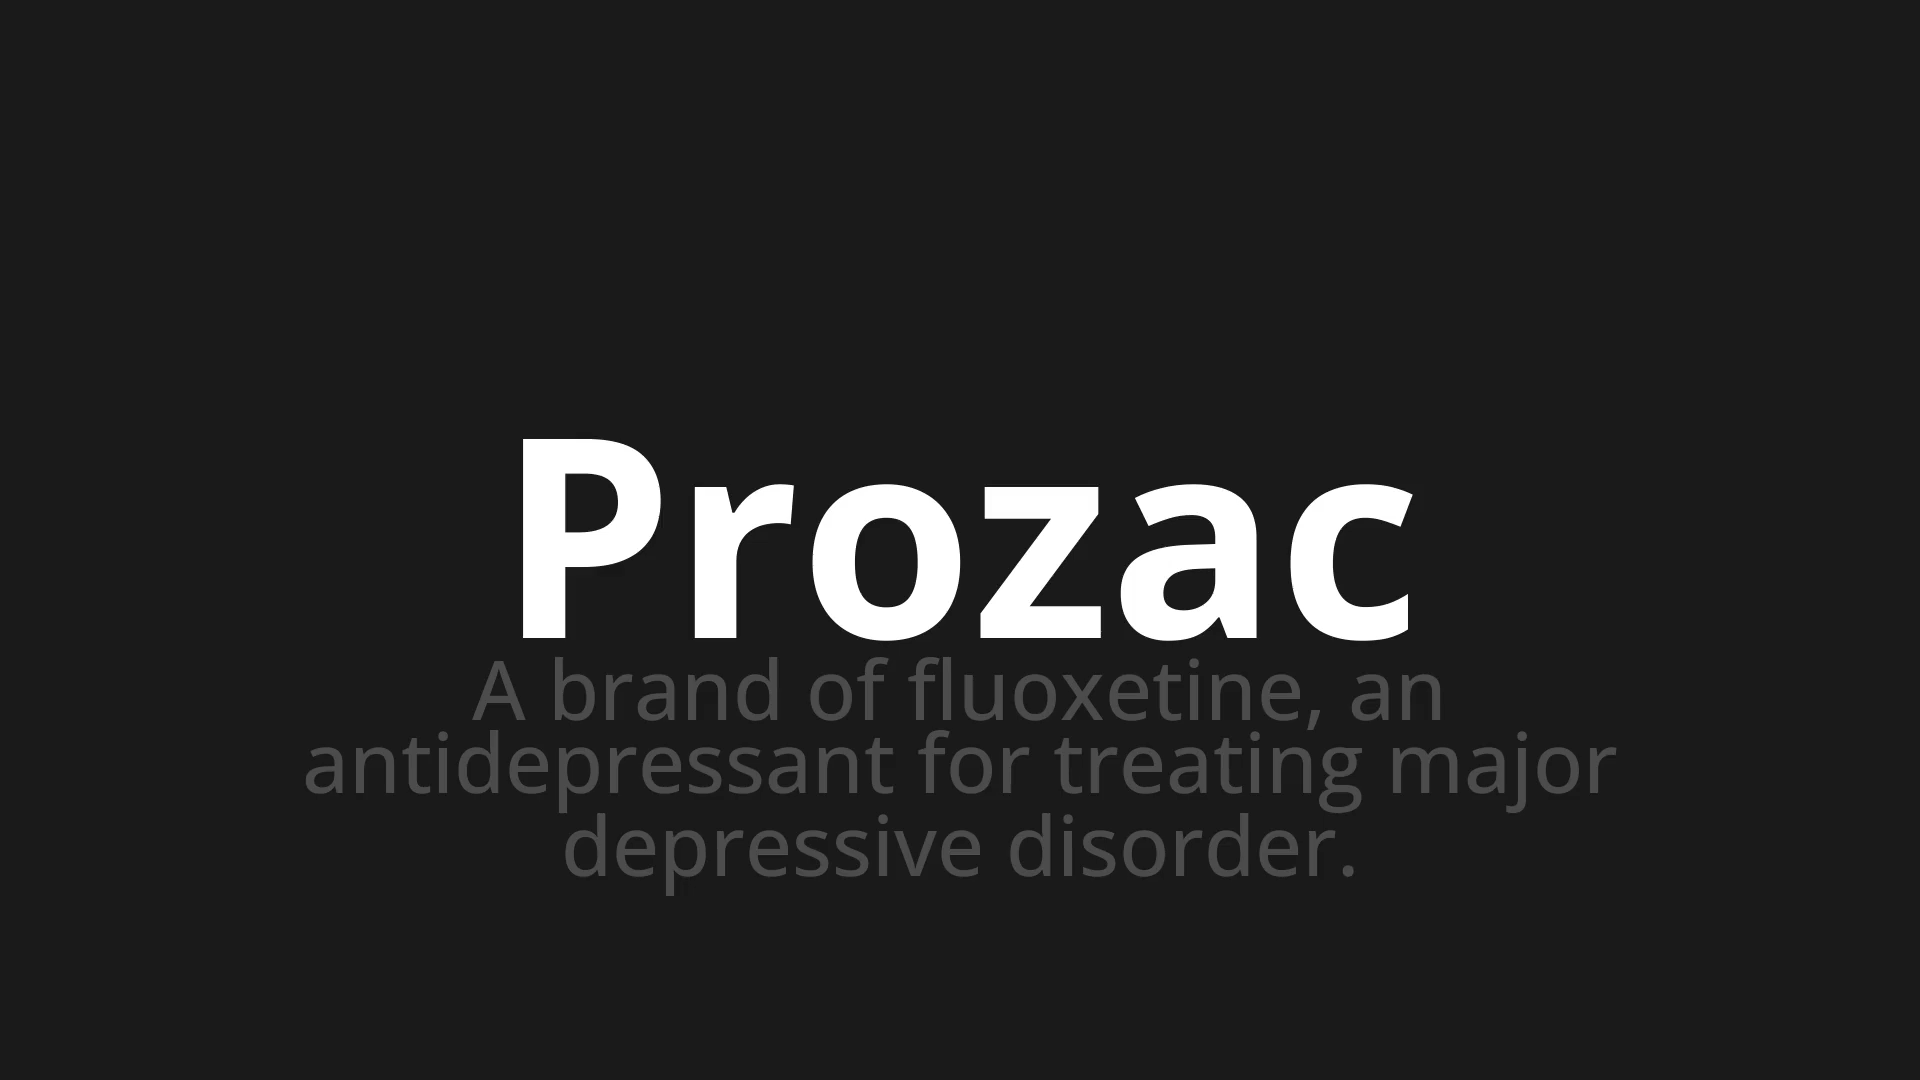 Prozac
A brand of fluoxetine, an
antidepressant for treating major
depressive disorder.